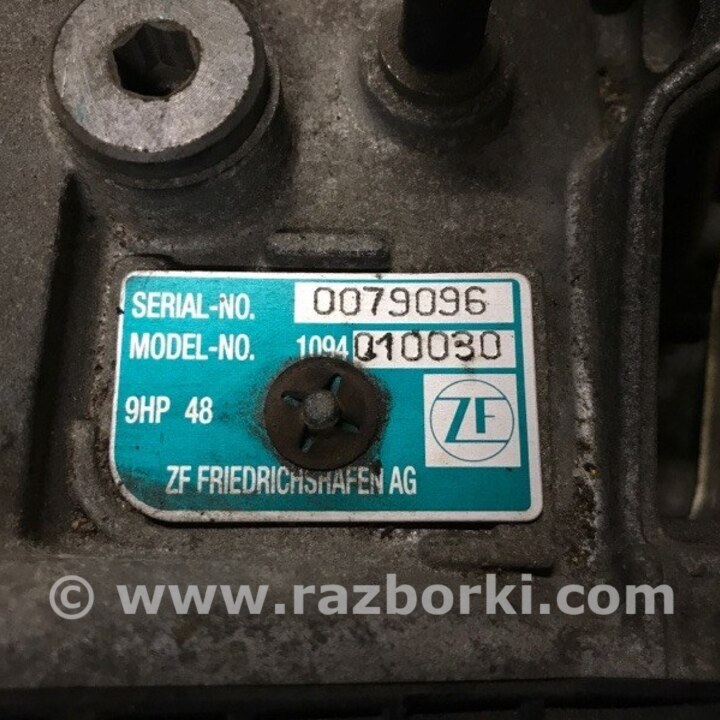 SERIAL-NO. 0079096
MODEL-NO. 1094 010030
9HP 48
ZF
ZF FRIEDRICHSHAFEN AG
© www.razborki.com